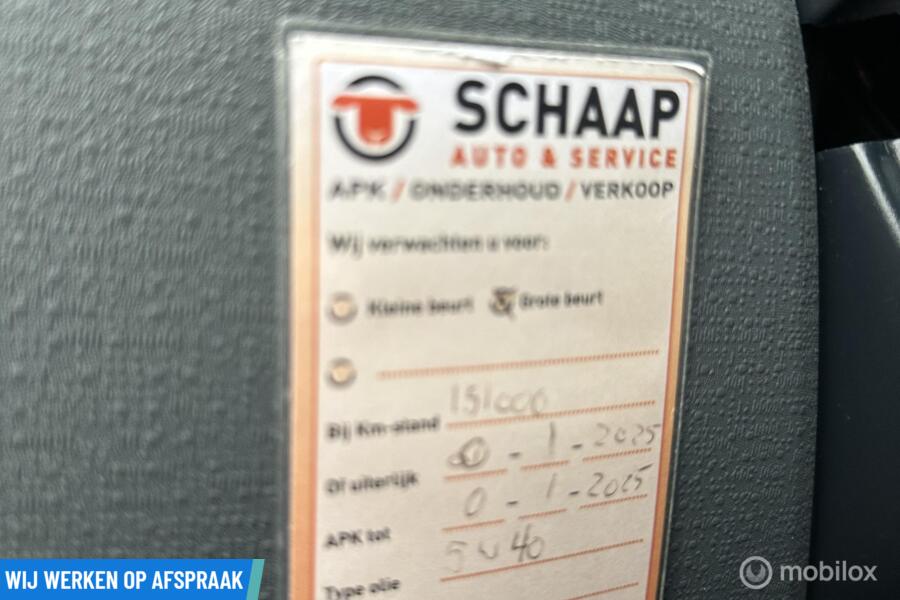 SCHAAP
AUTO & SERVICE
APK / ONDERHOUD / VERKOOP
Wij verwachten u voor:
Kleine beurt Grote beurt
Bij Km-stand 151000
Of uiterlijk 0-1-2025
APK tot 0-1-2025
Type olie 5w40
WIJ WERKEN OP AFSPRAAK
mobilox